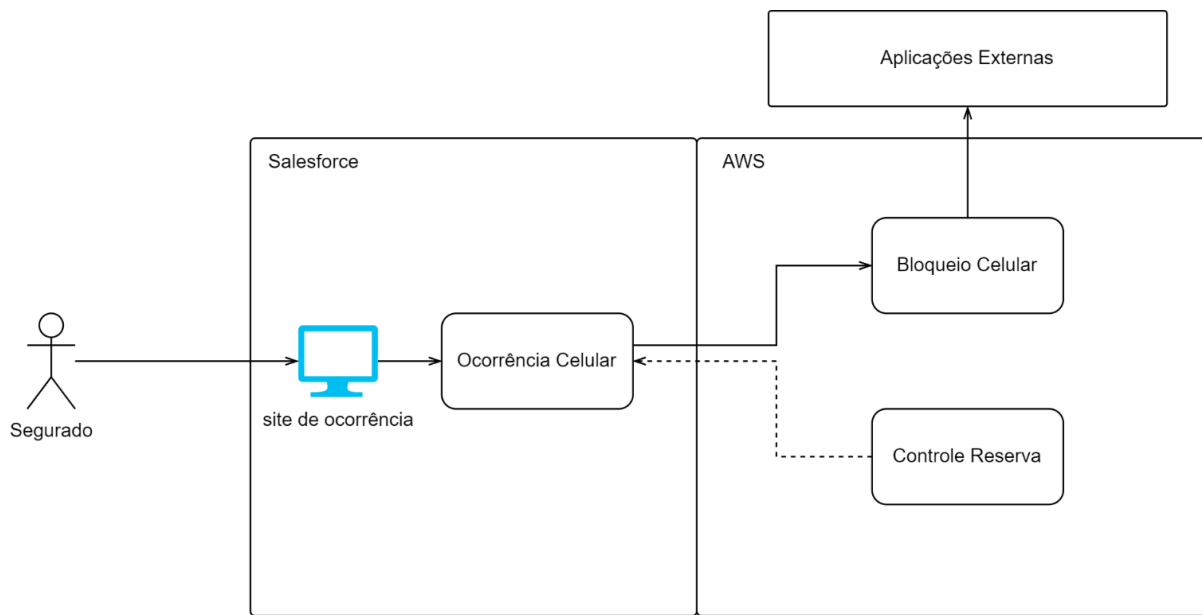 Aplicações Externas
Salesforce
AWS
Bloqueio Celular
Ocorrência Celular
site de ocorrência
Segurado
Controle Reserva